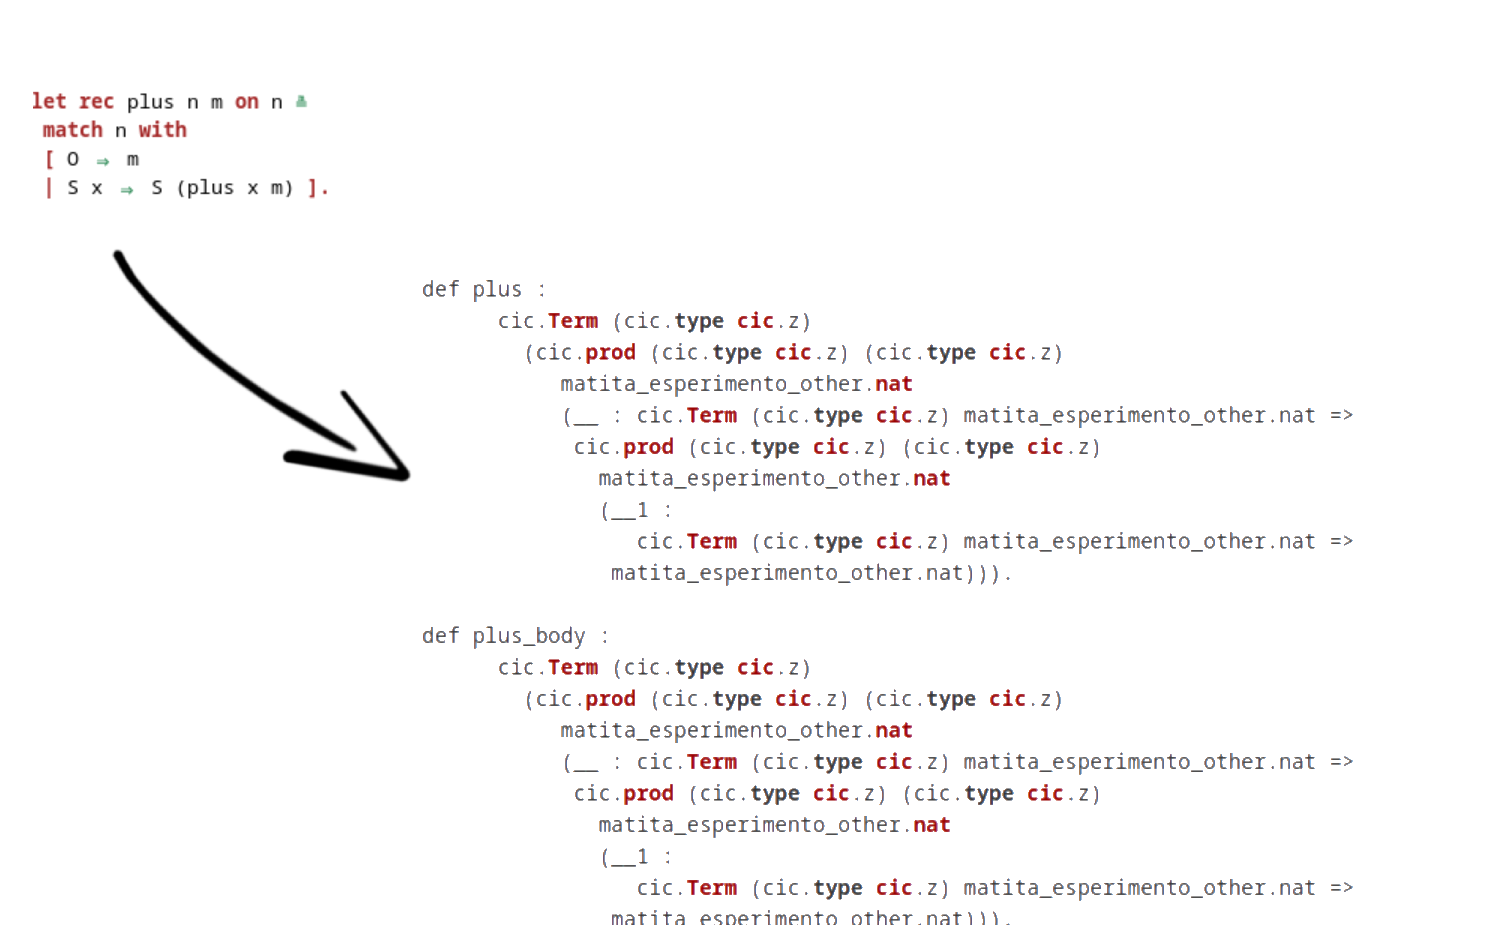 let rec plus n m on n ≝
match n with
[ O ⇒ m
| S x ⇒ S (plus x m) ].
def plus :
cic.Term (cic.type cic.z)
(cic.prod (cic.type cic.z) (cic.type cic.z)
matita_esperimento_other.nat
(__ : cic.Term (cic.type cic.z) matita_esperimento_other.nat =>
cic.prod (cic.type cic.z) (cic.type cic.z)
matita_esperimento_other.nat
(__1 :
cic.Term (cic.type cic.z) matita_esperimento_other.nat =>
matita_esperimento_other.nat))).
def plus_body :
cic.Term (cic.type cic.z)
(cic.prod (cic.type cic.z) (cic.type cic.z)
matita_esperimento_other.nat
(__ : cic.Term (cic.type cic.z) matita_esperimento_other.nat =>
cic.prod (cic.type cic.z) (cic.type cic.z)
matita_esperimento_other.nat
(__1 :
cic.Term (cic.type cic.z) matita_esperimento_other.nat =>
matita_esperimento_other.nat))).